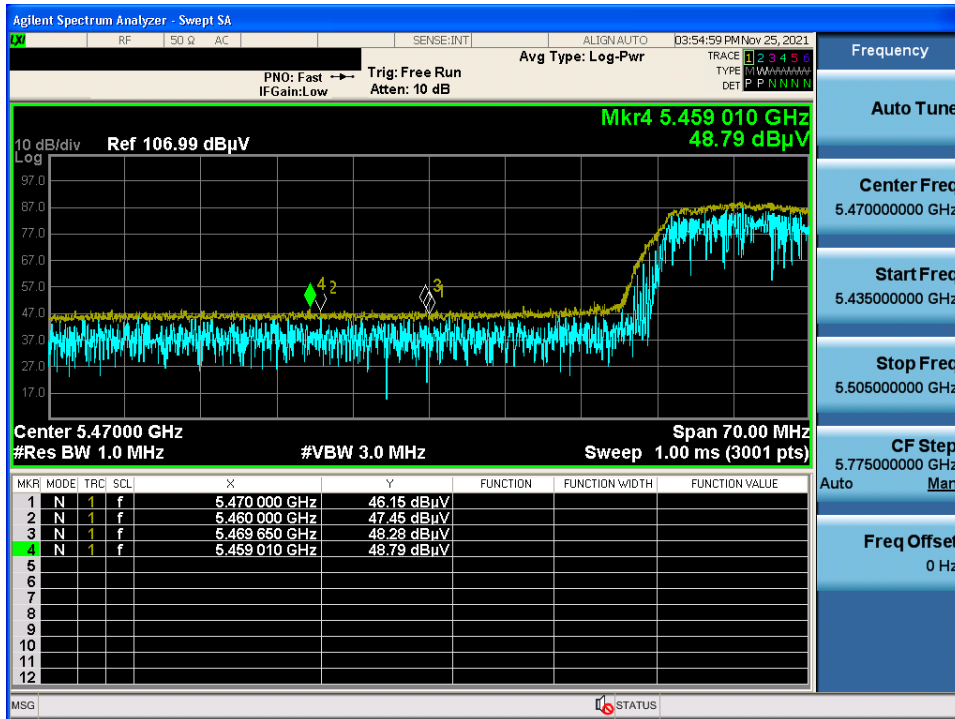 Agilent Spectrum Analyzer - Swept SA
LXI RF 50 Ω AC SENSE:INT ALIGN AUTO 03:54:59 PM Nov 25, 2021
Frequency
PNO: Fast Trig: Free Run Avg Type: Log-Pwr TRACE 1 2 3 4 5 6
IFGain:Low Atten: 10 dB TYPE M W W W W W
DET P P N N N N
Auto Tune
Mkr4 5.459 010 GHz
48.79 dBµV
10 dB/div Ref 106.99 dBµV
Log
97.0
87.0
77.0
67.0
57.0
47.0
37.0
27.0
17.0
4 2 3 1
Center Freq
5.470000000 GHz
Start Freq
5.435000000 GHz
Stop Freq
5.505000000 GHz
Center 5.47000 GHz Span 70.00 MHz
#Res BW 1.0 MHz #VBW 3.0 MHz Sweep 1.00 ms (3001 pts)
CF Step
5.775000000 GHz
Auto Man
MKR MODE TRC SCL X Y FUNCTION FUNCTION WIDTH FUNCTION VALUE
1 N 1 f 5.470 000 GHz 46.15 dBµV
2 N 1 f 5.460 000 GHz 47.45 dBµV
3 N 1 f 5.469 650 GHz 48.28 dBµV
4 N 1 f 5.459 010 GHz 48.79 dBµV
5
6
7
8
9
10
11
12
Freq Offset
0 Hz
MSG STATUS